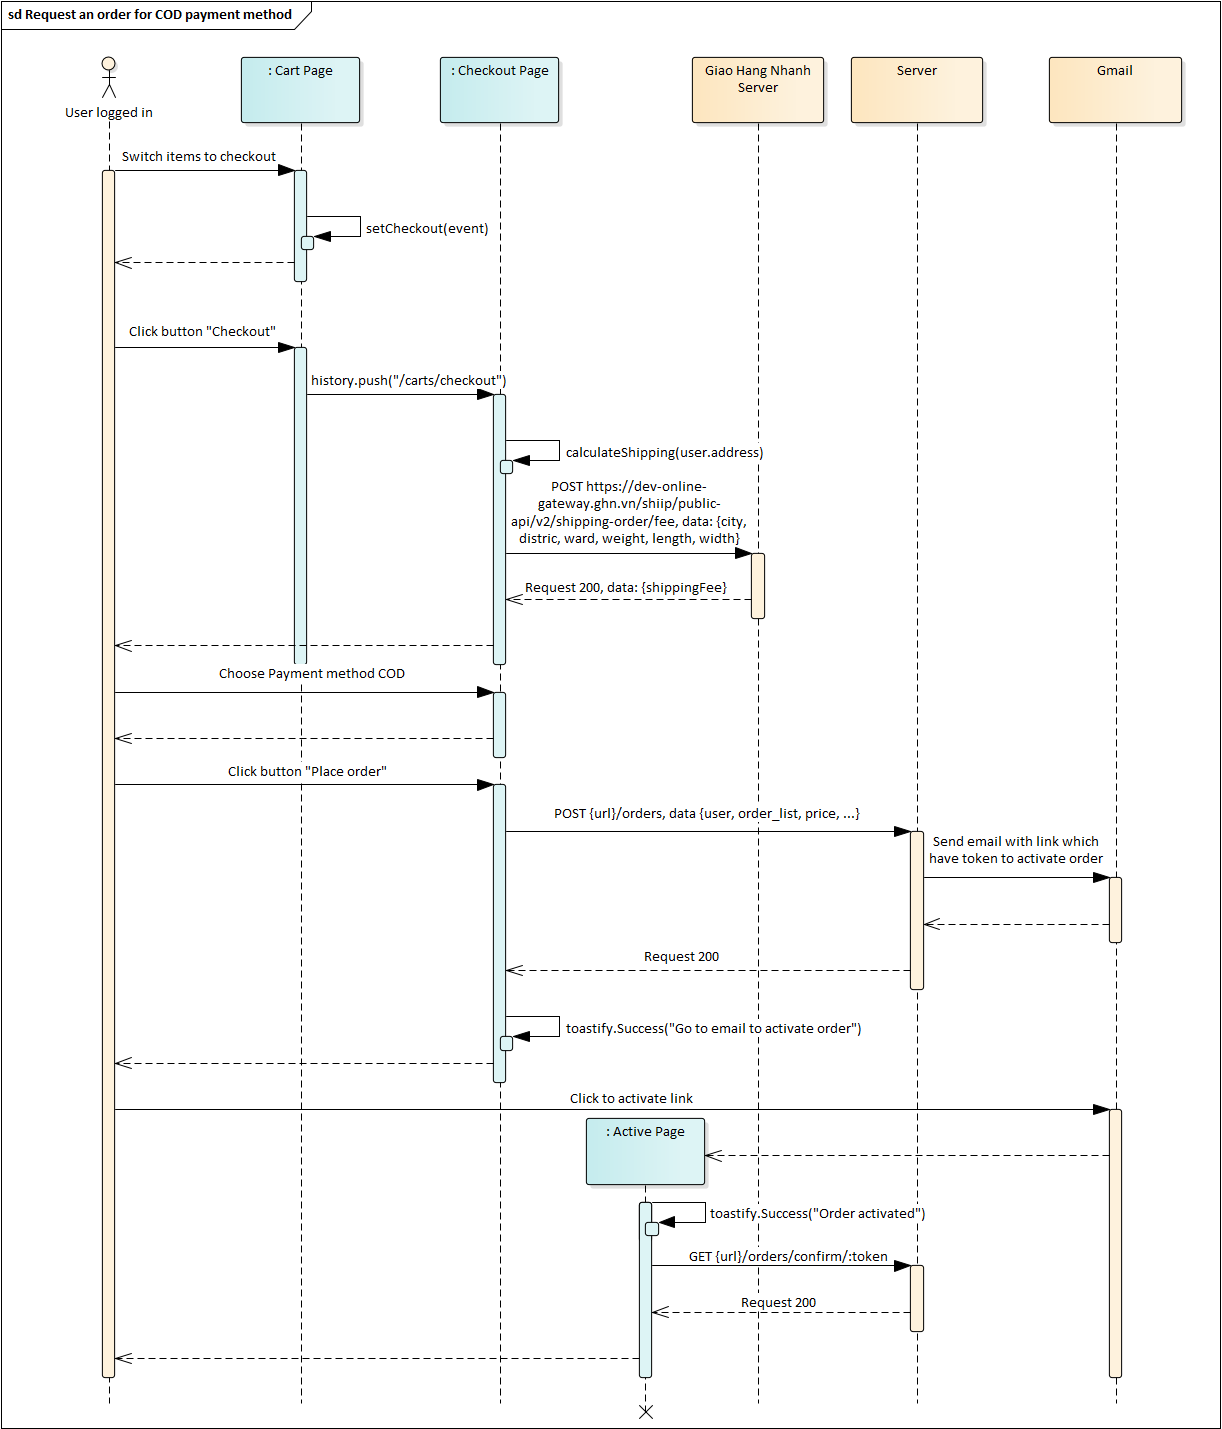 sd Request an order for COD payment method
User logged in
: Cart Page
: Checkout Page
Giao Hang Nhanh
Server
Server
Gmail
Switch items to checkout
setCheckout(event)
Click button "Checkout"
history.push("/carts/checkout")
calculateShipping(user.address)
POST https://dev-online-
gateway.ghn.vn/shiip/public-
api/v2/shipping-order/fee, data: {city,
distric, ward, weight, length, width}
Request 200, data: {shippingFee}
Choose Payment method COD
Click button "Place order"
POST {url}/orders, data {user, order_list, price, ...}
Send email with link which
have token to activate order
Request 200
toastify.Success("Go to email to activate order")
Click to activate link
: Active Page
toastify.Success("Order activated")
GET {url}/orders/confirm/:token
Request 200